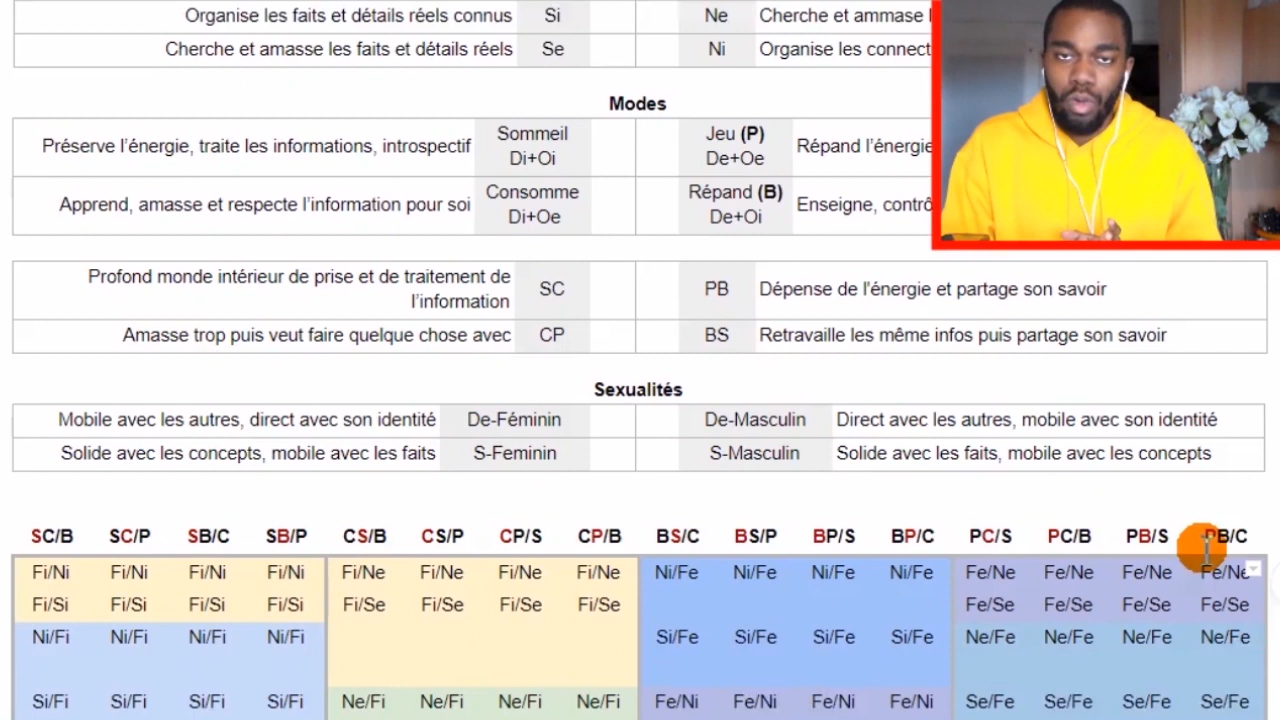 Organise les faits et détails réels connus Si Ne Cherche et ammase
Cherche et amasse les faits et détails réels Se Ni Organise les connect
Modes
Préserve l’énergie, traite les informations, introspectif Sommeil Di+Oi Jeu (P) De+Oe Répand l’énergie
Apprend, amasse et respecte l’information pour soi Consomme Di+Oe Répand (B) De+Oi Enseigne, contrô
Profond monde intérieur de prise et de traitement de
l’information SC PB Dépense de l'énergie et partage son savoir
Amasse trop puis veut faire quelque chose avec CP BS Retravaille les même infos puis partage son savoir
Sexualités
Mobile avec les autres, direct avec son identité De-Féminin De-Masculin Direct avec les autres, mobile avec son identité
Solide avec les concepts, mobile avec les faits S-Feminin S-Masculin Solide avec les faits, mobile avec les concepts
SC/B SC/P SB/C SB/P CS/B CS/P CP/S CP/B BS/C BS/P BP/S BP/C PC/S PC/B PB/S PB/C
Fi/Ni Fi/Ni Fi/Ni Fi/Ni Fi/Ne Fi/Ne Fi/Ne Fi/Ne Ni/Fe Ni/Fe Ni/Fe Ni/Fe Fe/Ne Fe/Ne Fe/Ne Fe/Ne
Fi/Si Fi/Si Fi/Si Fi/Si Fi/Se Fi/Se Fi/Se Fi/Se Fe/Se Fe/Se Fe/Se Fe/Se
Ni/Fi Ni/Fi Ni/Fi Ni/Fi Si/Fe Si/Fe Si/Fe Si/Fe Ne/Fe Ne/Fe Ne/Fe Ne/Fe
Si/Fi Si/Fi Si/Fi Si/Fi Ne/Fi Ne/Fi Ne/Fi Ne/Fi Fe/Ni Fe/Ni Fe/Ni Fe/Ni Se/Fe Se/Fe Se/Fe Se/Fe